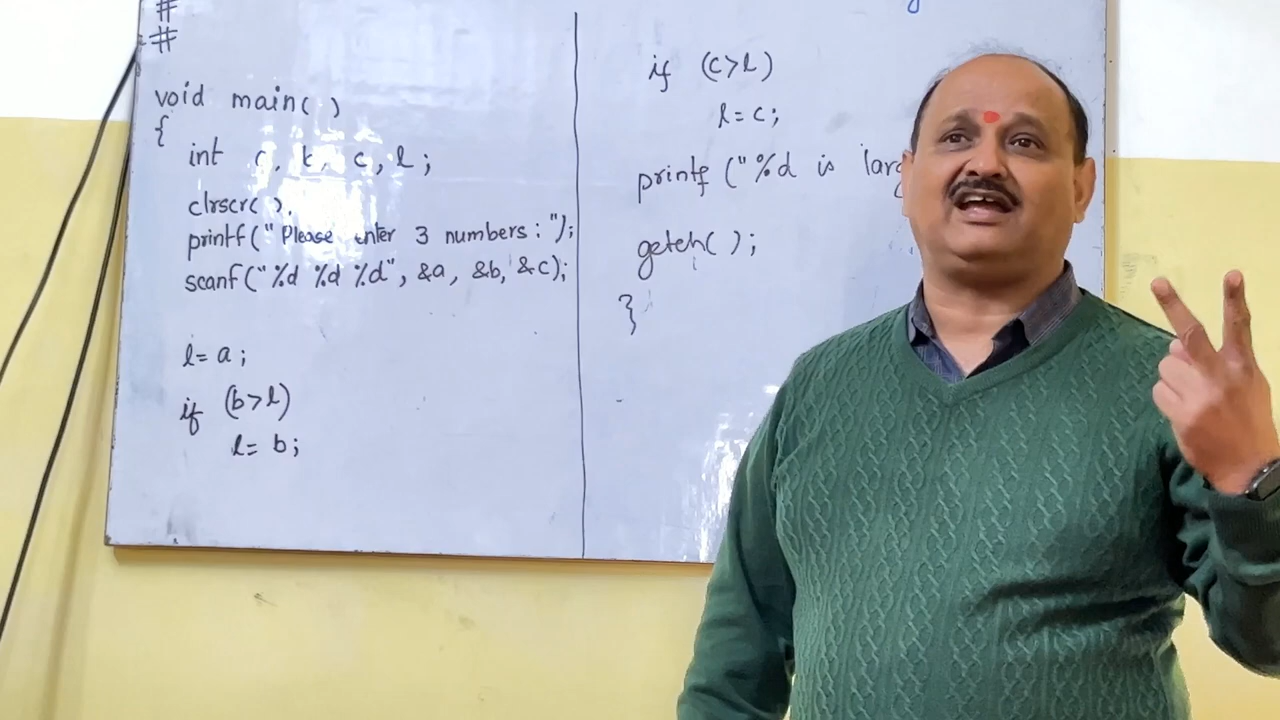 #
#
void main( )
{
int a, b, c, l;
clrscr( );
printf("Please enter 3 numbers: ");
scanf("%d %d %d", &a, &b, &c);
l= a;
if (b>l)
l= b;
if (c>l)
l= c;
printf ("%d is
getch( );
}